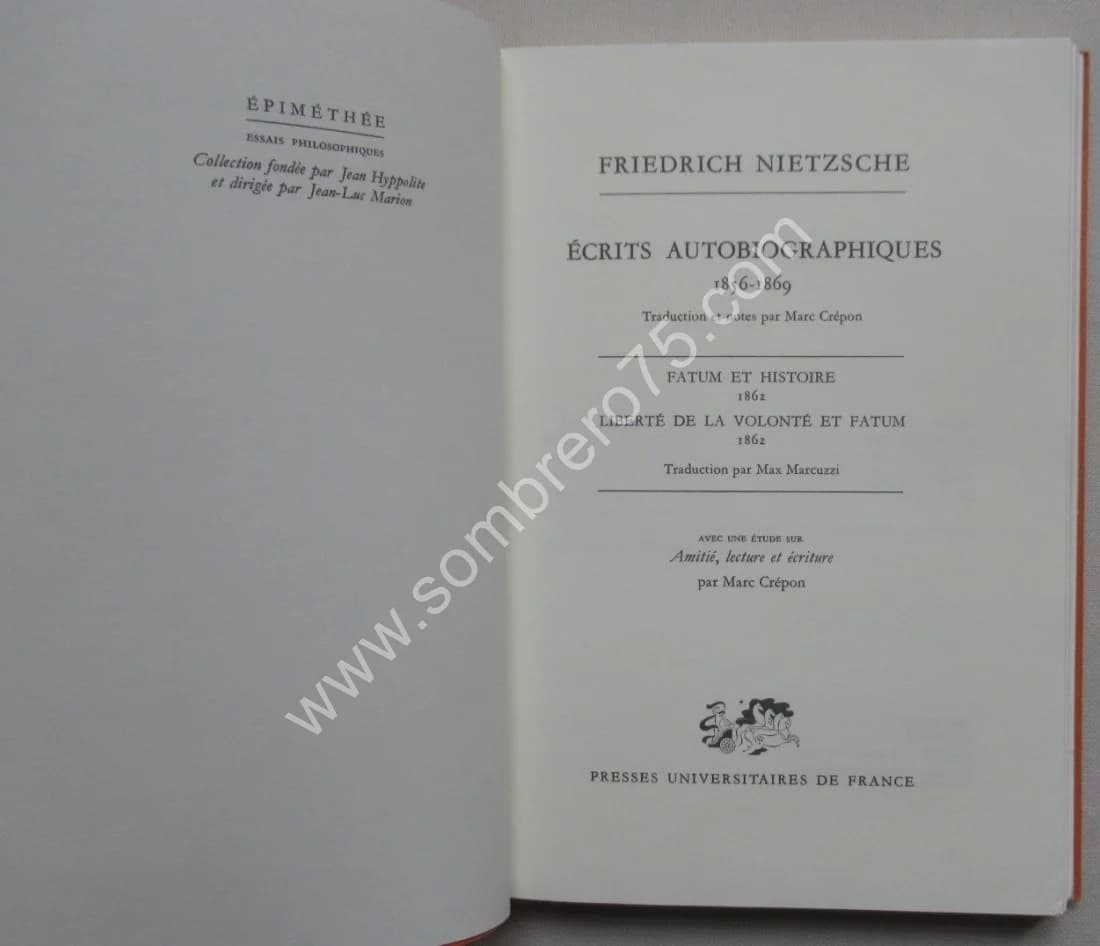 ÉPIMÉTHÉE
ESSAIS PHILOSOPHIQUES
Collection fondée par Jean Hyppolite
et dirigée par Jean-Luc Marion
FRIEDRICH NIETZSCHE
ÉCRITS AUTOBIOGRAPHIQUES
1856-1869
Traduction et notes par Marc Crépon
FATUM ET HISTOIRE
1862
LIBERTÉ DE LA VOLONTÉ ET FATUM
1862
Traduction par Max Marcuzzi
AVEC UNE ÉTUDE SUR
Amitié, lecture et écriture
par Marc Crépon
PRESSES UNIVERSITAIRES DE FRANCE
www.sombrero75.com